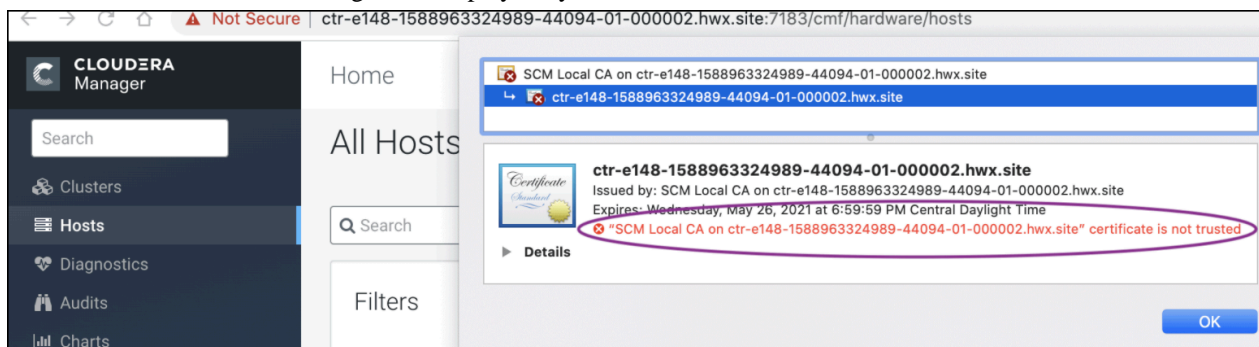 Not Secure | ctr-e148-1588963324989-44094-01-000002.hwx.site:7183/cmf/hardware/hosts
CLOUDERA
Manager
Search
Clusters
Hosts
Diagnostics
Audits
Charts
Home
All Hosts
Search
Filters
SCM Local CA on ctr-e148-1588963324989-44094-01-000002.hwx.site
ctr-e148-1588963324989-44094-01-000002.hwx.site
Certificate
Standard
ctr-e148-1588963324989-44094-01-000002.hwx.site
Issued by: SCM Local CA on ctr-e148-1588963324989-44094-01-000002.hwx.site
Expires: Wednesday, May 26, 2021 at 6:59:59 PM Central Daylight Time
“SCM Local CA on ctr-e148-1588963324989-44094-01-000002.hwx.site” certificate is not trusted
Details
OK